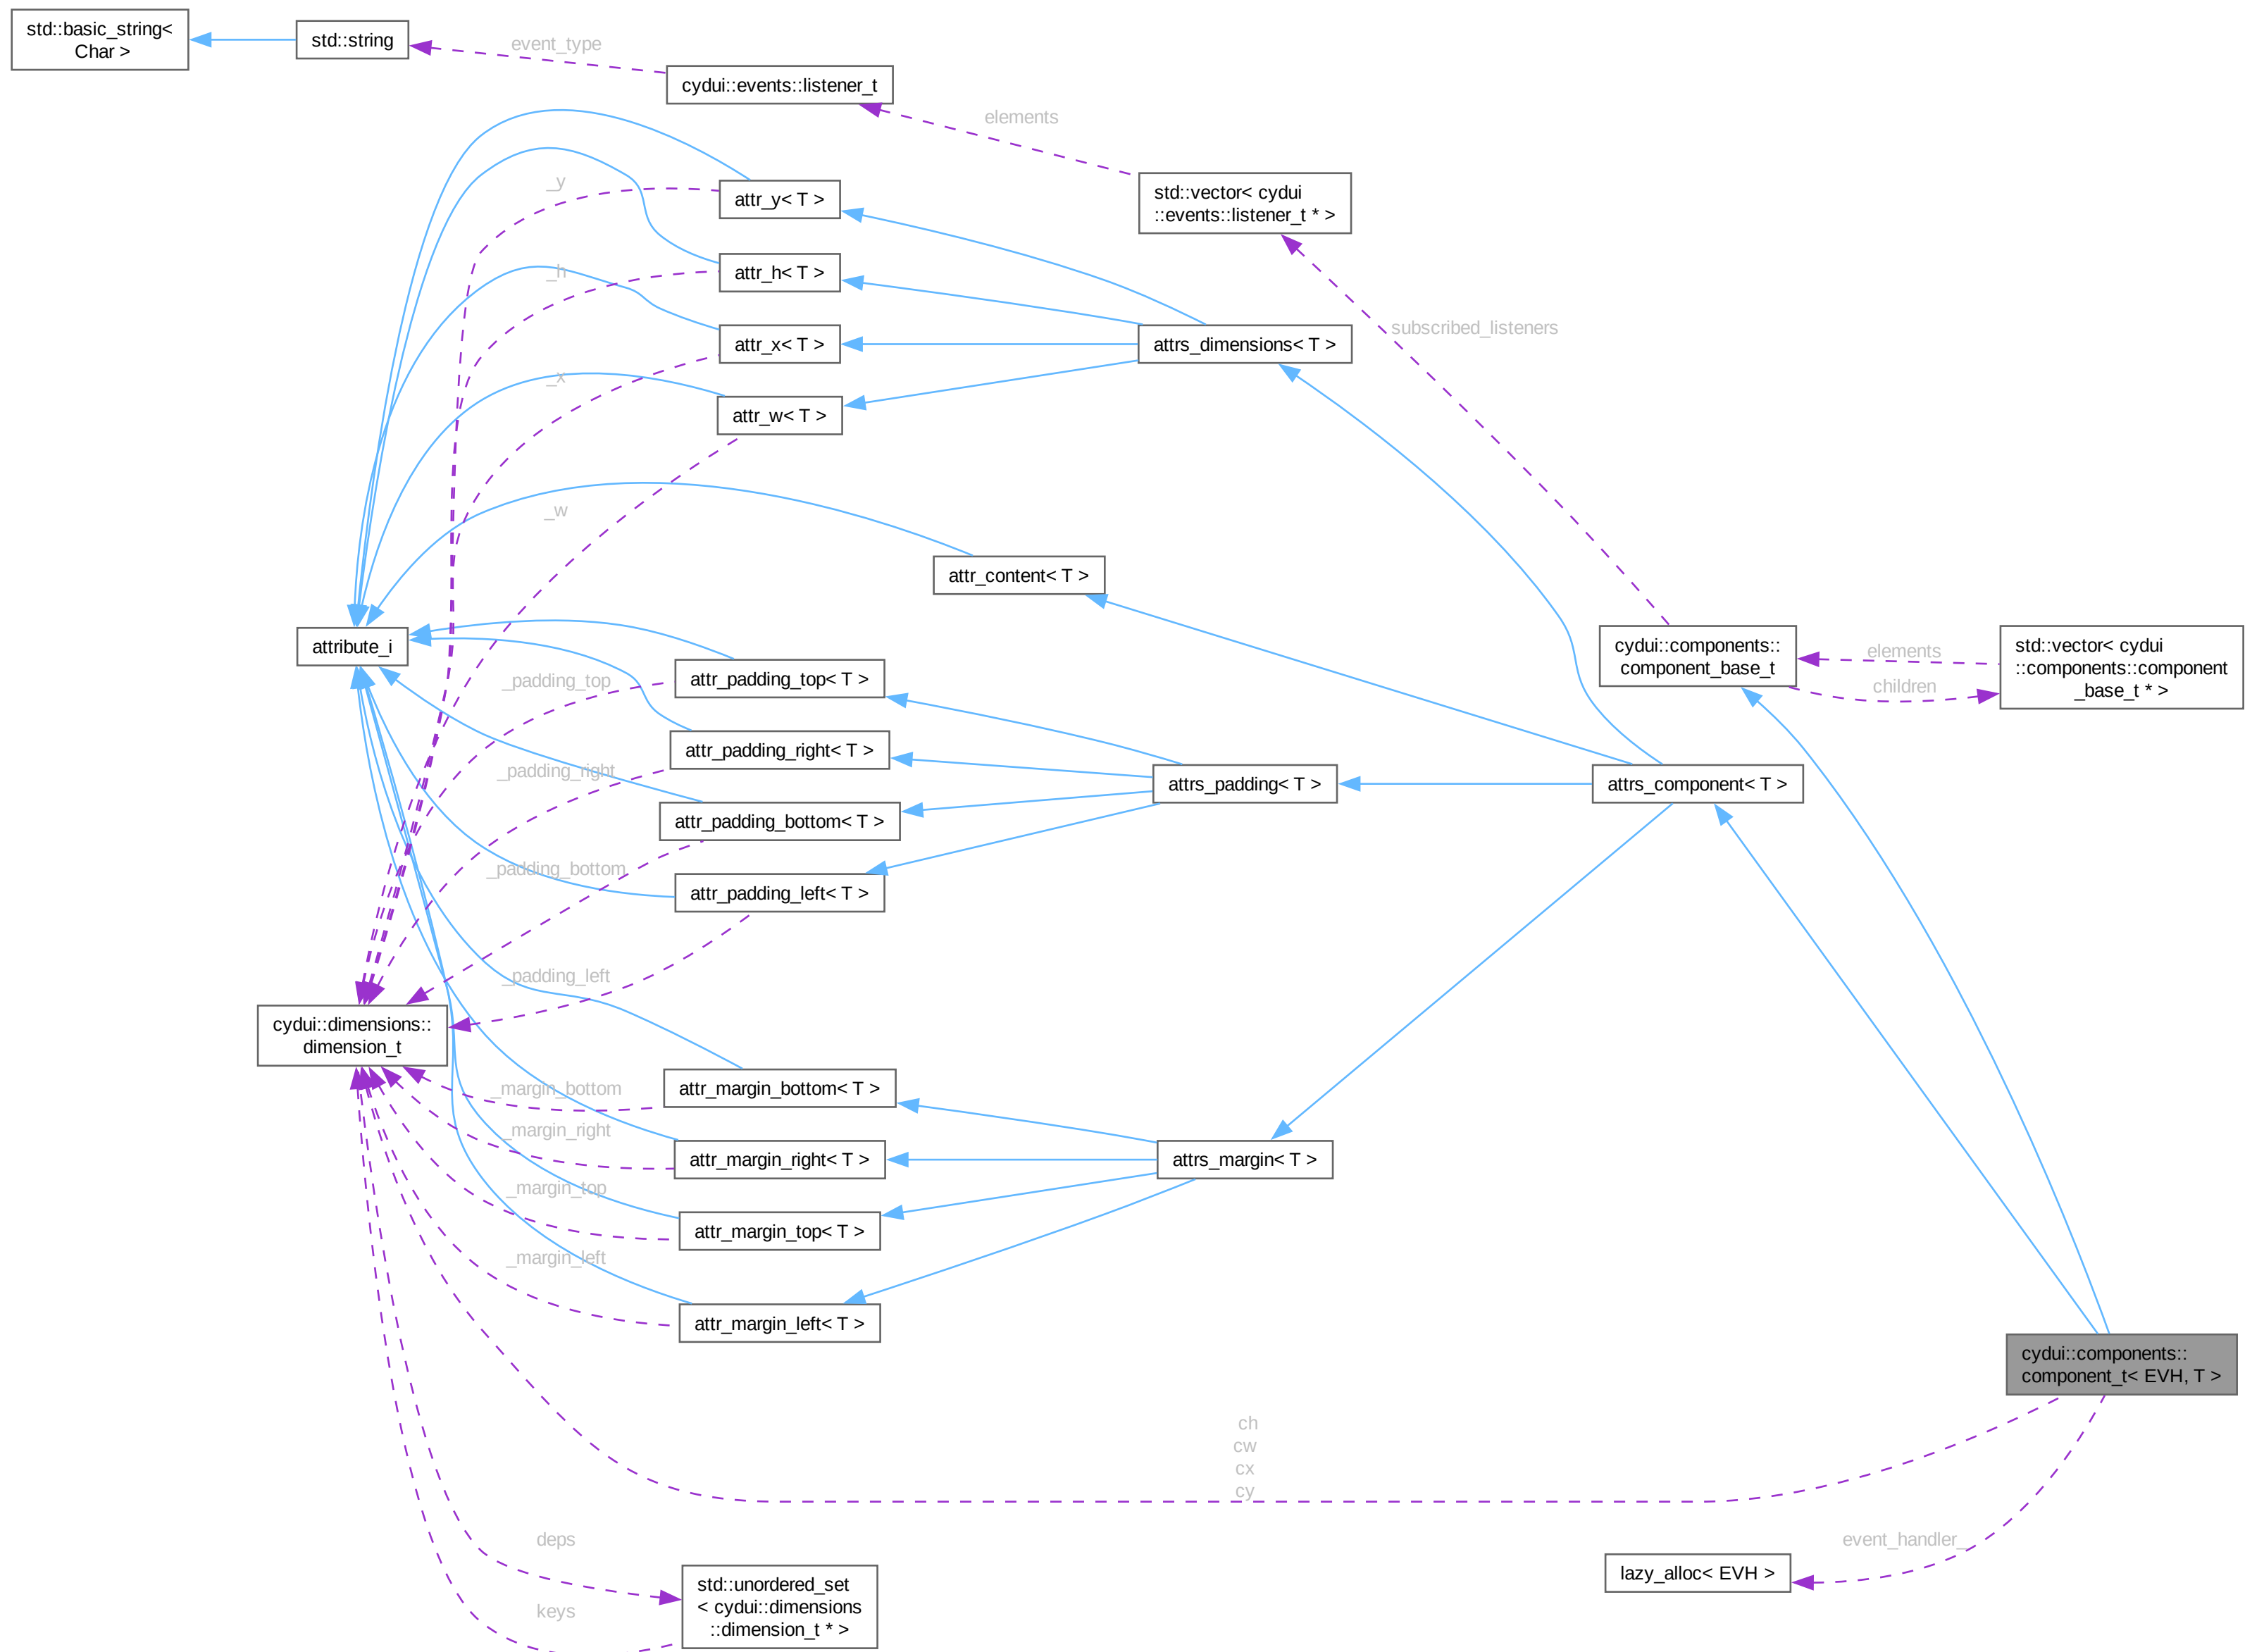 std::basic_string<
Char >
std::string
event_type
cydui::events::listener_t
elements
std::vector< cydui
::events::listener_t * >
_y
attr_y< T >
_h
attr_h< T >
subscribed_listeners
attr_x< T >
attrs_dimensions< T >
_x
attr_w< T >
_w
attr_content< T >
attribute_i
cydui::components::
component_base_t
elements
children
std::vector< cydui
::components::component
_base_t * >
_padding_top
attr_padding_top< T >
attr_padding_right< T >
_padding_right
attrs_padding< T >
attrs_component< T >
attr_padding_bottom< T >
_padding_bottom
attr_padding_left< T >
_padding_left
cydui::dimensions::
dimension_t
_margin_bottom
attr_margin_bottom< T >
_margin_right
attr_margin_right< T >
attrs_margin< T >
_margin_top
attr_margin_top< T >
_margin_left
attr_margin_left< T >
cydui::components::
component_t< EVH, T >
ch
cw
cx
cy
deps
event_handler_
lazy_alloc< EVH >
keys
std::unordered_set
< cydui::dimensions
::dimension_t * >